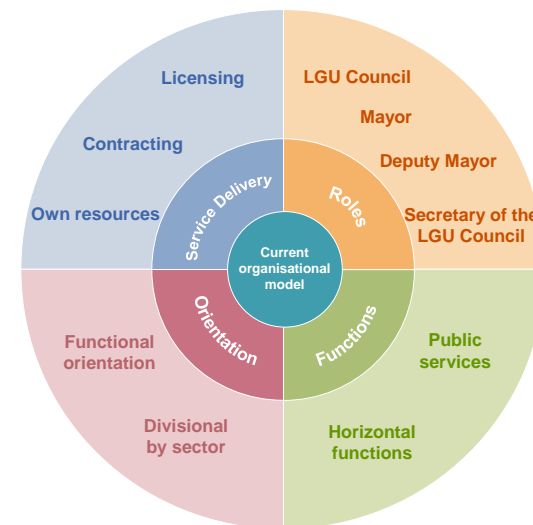 Licensing
Contracting
Own resources
LGU Council
Mayor
Deputy Mayor
Secretary of the
LGU Council
Service Delivery
Roles
Current
organisational
model
Orientation
Functions
Functional
orientation
Divisional
by sector
Public
services
Horizontal
functions